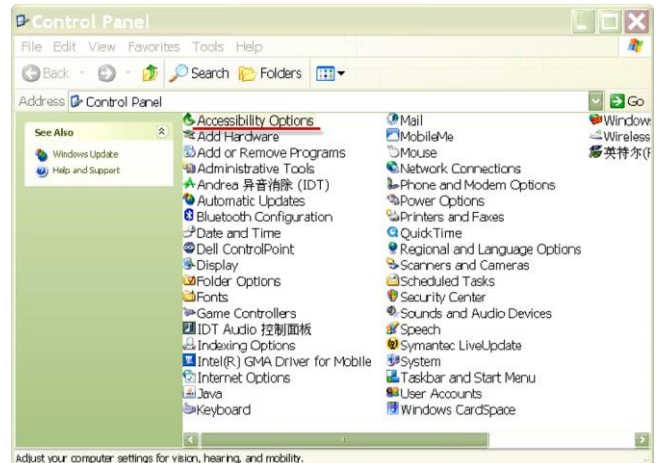 Control Panel
File Edit View Favorites Tools Help
Back Search Folders
Address Control Panel Go
See Also
Windows Update
Help and Support
Accessibility Options
Add Hardware
Add or Remove Programs
Administrative Tools
Andrea 异音消除 (IDT)
Automatic Updates
Bluetooth Configuration
Date and Time
Dell ControlPoint
Display
Folder Options
Fonts
Game Controllers
IDT Audio 控制面板
Indexing Options
Intel(R) GMA Driver for Mobile
Internet Options
Java
Keyboard
Mail
MobileMe
Mouse
Network Connections
Phone and Modem Options
Power Options
Printers and Faxes
QuickTime
Regional and Language Options
Scanners and Cameras
Scheduled Tasks
Security Center
Sounds and Audio Devices
Speech
Symantec LiveUpdate
System
Taskbar and Start Menu
User Accounts
Windows CardSpace
Windows
Wireless
英特尔(R
Adjust your computer settings for vision, hearing, and mobility.